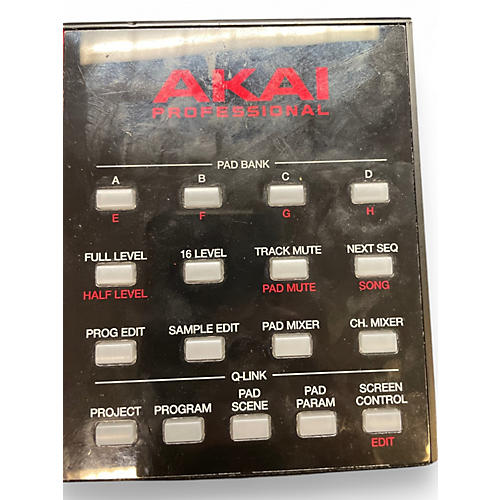 AKAI
PROFESSIONAL
PAD BANK
A B C D
E F G H
FULL LEVEL 16 LEVEL TRACK MUTE NEXT SEQ
HALF LEVEL PAD MUTE SONG
PROG EDIT SAMPLE EDIT PAD MIXER CH. MIXER
Q-LINK
PROJECT PROGRAM PAD SCENE PAD PARAM SCREEN CONTROL
EDIT